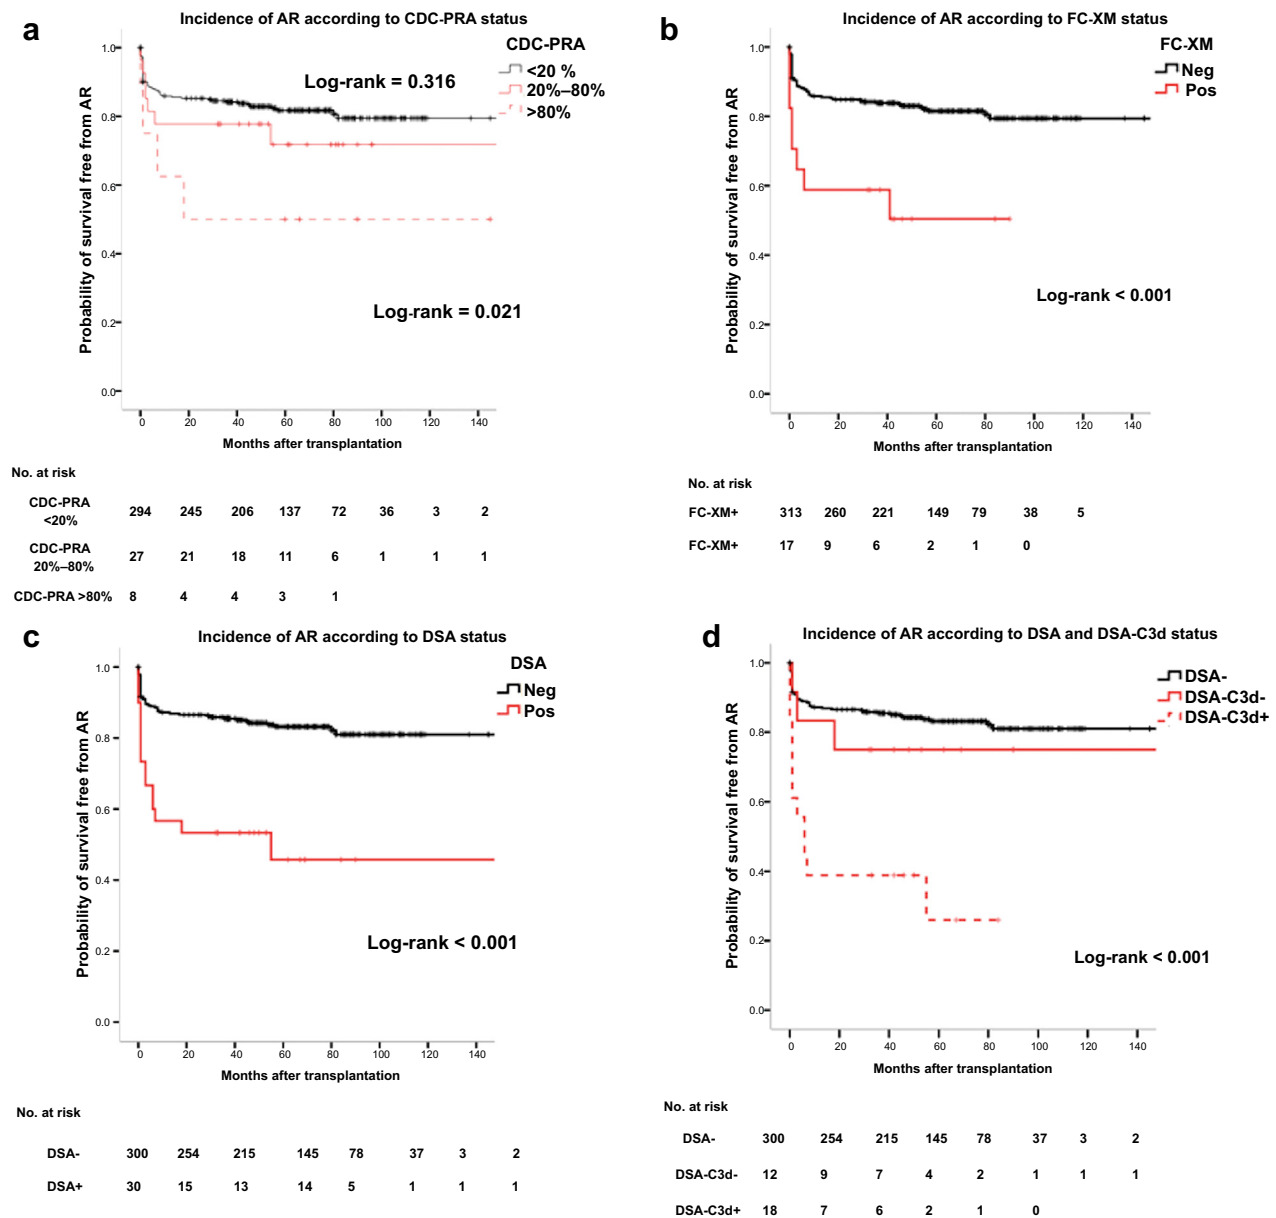 a
Incidence of AR according to CDC-PRA status
CDC-PRA
<20 %
20%–80%
>80%
Log-rank = 0.316
Log-rank = 0.021
Probability of survival free from AR
1.0
0.8
0.6
0.4
0.2
0.0
0 20 40 60 80 100 120 140
Months after transplantation
No. at risk
CDC-PRA
<20%
294 245 206 137 72 36 3 2
CDC-PRA
20%–80%
27 21 18 11 6 1 1 1
CDC-PRA >80% 8 4 4 3 1
b
Incidence of AR according to FC-XM status
FC-XM
Neg
Pos
Log-rank < 0.001
Probability of survival free from AR
1.0
0.8
0.6
0.4
0.2
0.0
0 20 40 60 80 100 120 140
Months after transplantation
No. at risk
FC-XM+ 313 260 221 149 79 38 5
FC-XM+ 17 9 6 2 1 0
c
Incidence of AR according to DSA status
DSA
Neg
Pos
Log-rank < 0.001
Probability of survival free from AR
1.0
0.8
0.6
0.4
0.2
0.0
0 20 40 60 80 100 120 140
Months after transplantation
No. at risk
DSA- 300 254 215 145 78 37 3 2
DSA+ 30 15 13 14 5 1 1 1
d
Incidence of AR according to DSA and DSA-C3d status
DSA-
DSA-C3d-
DSA-C3d+
Log-rank < 0.001
Probability of survival free from AR
1.0
0.8
0.6
0.4
0.2
0.0
0 20 40 60 80 100 120 140
Months after transplantation
No. at risk
DSA- 300 254 215 145 78 37 3 2
DSA-C3d- 12 9 7 4 2 1 1 1
DSA-C3d+ 18 7 6 2 1 0